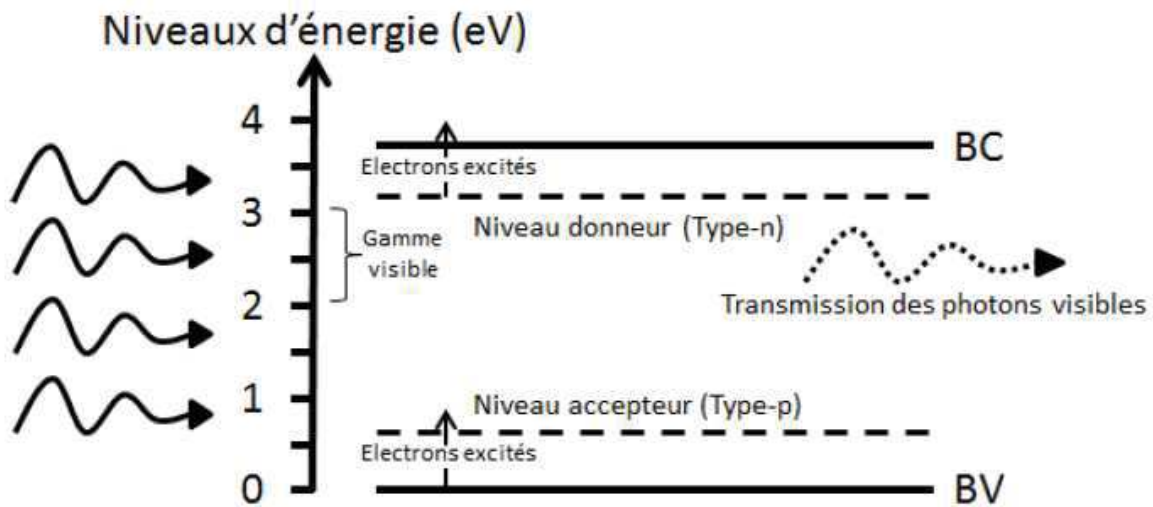 Niveaux d'énergie (eV)
4
BC
Electrons excités
3
Niveau donneur (Type-n)
Gamme
visible
2
Transmission des photons visibles
1
Niveau accepteur (Type-p)
Electrons excités
0
BV